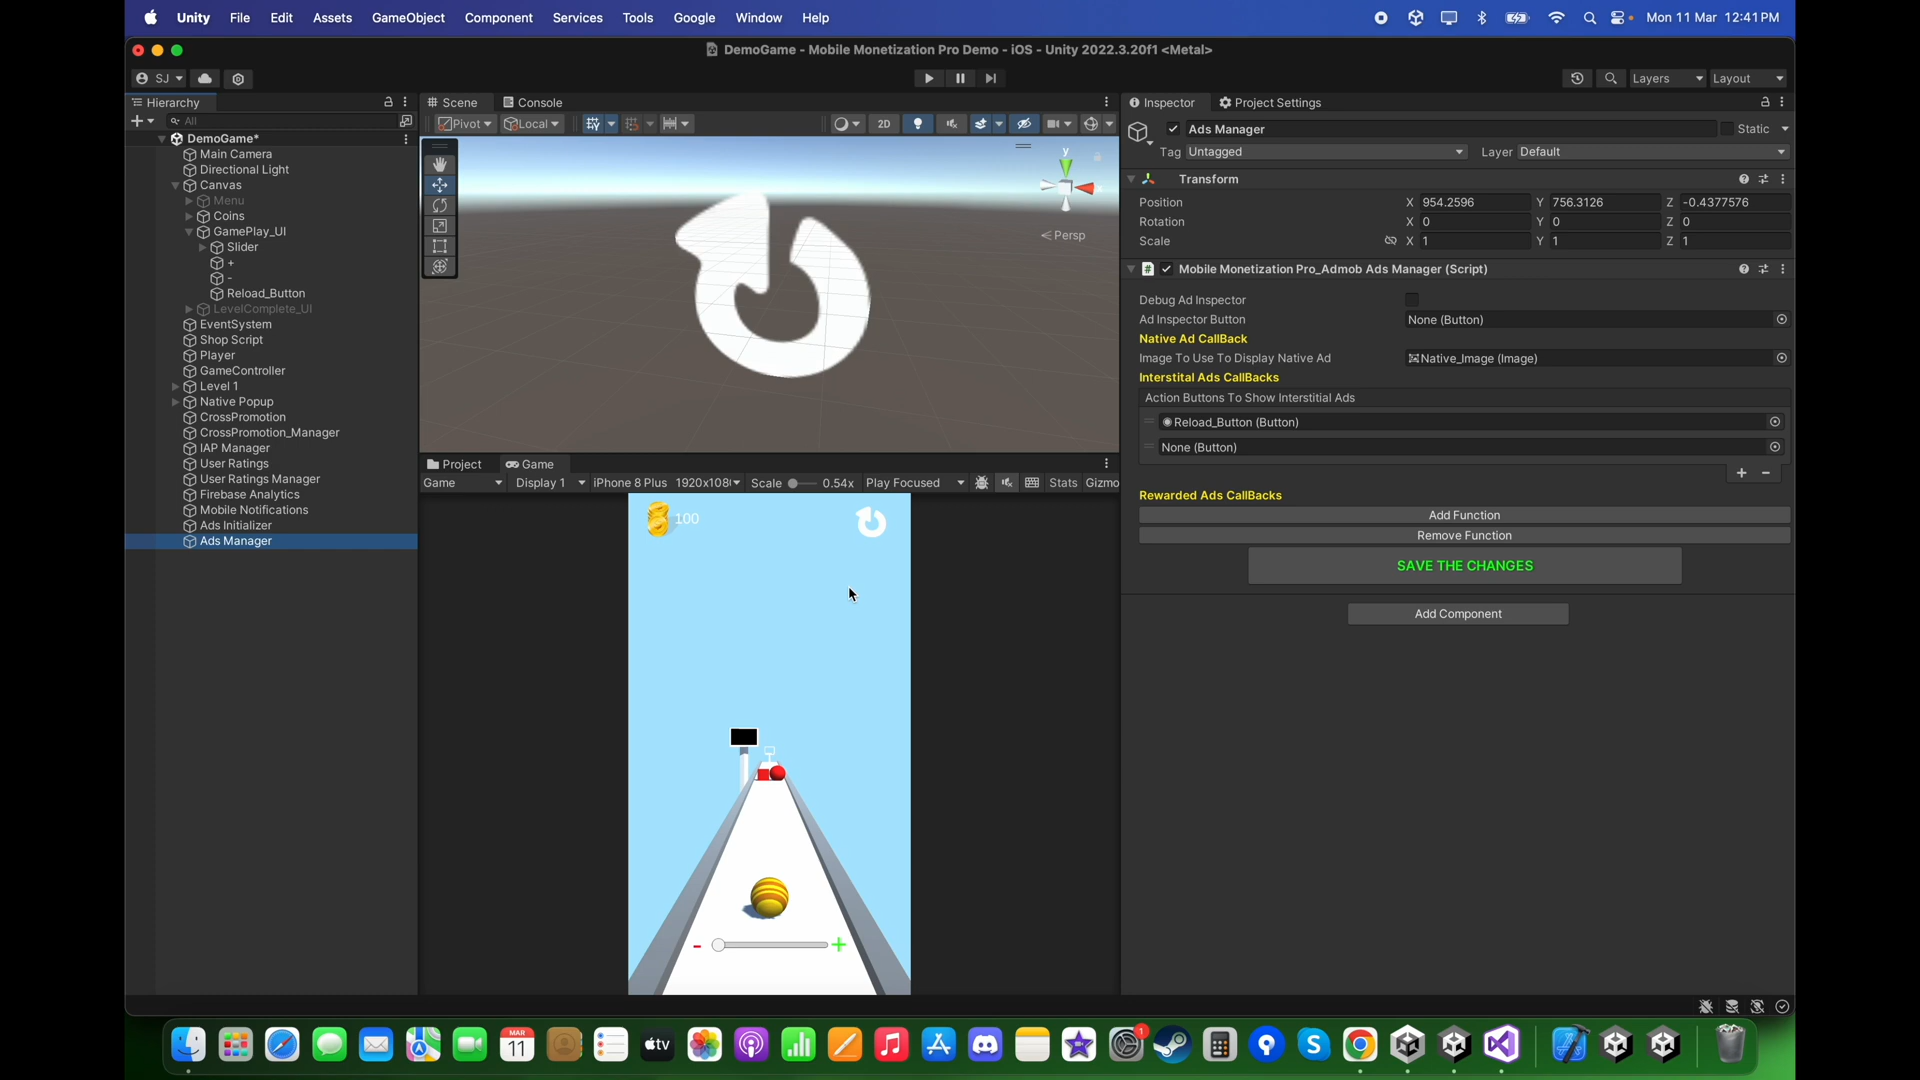 Unity File Edit Assets GameObject Component Services Tools Google Window Help
Mon 11 Mar 12:41 PM
DemoGame - Mobile Monetization Pro Demo - iOS - Unity 2022.3.20f1 <Metal>
SJ
Layers
Layout
Hierarchy
All
DemoGame*
Main Camera
Directional Light
Canvas
Menu
Coins
GamePlay_UI
Slider
+
-
Reload_Button
LevelComplete_UI
EventSystem
Shop Script
Player
GameController
Level 1
Native Popup
CrossPromotion
CrossPromotion_Manager
IAP Manager
User Ratings
User Ratings Manager
Firebase Analytics
Mobile Notifications
Ads Initializer
Ads Manager
Scene
Console
Pivot
Local
2D
y
Persp
Project
Game
Game Display 1 iPhone 8 Plus 1920x108 Scale 0.54x Play Focused Stats Gizmo
100
-
+
Inspector
Project Settings
Ads Manager
Static
Tag Untagged
Layer Default
Transform
Position X 954.2596 Y 756.3126 Z -0.4377576
Rotation X 0 Y 0 Z 0
Scale X 1 Y 1 Z 1
# Mobile Monetization Pro_Admob Ads Manager (Script)
Debug Ad Inspector
Ad Inspector Button None (Button)
Native Ad CallBack
Image To Use To Display Native Ad Native_Image (Image)
Interstital Ads CallBacks
Action Buttons To Show Interstitial Ads
Reload_Button (Button)
None (Button)
+ -
Rewarded Ads CallBacks
Add Function
Remove Function
SAVE THE CHANGES
Add Component
MAR
11
tv
1
S